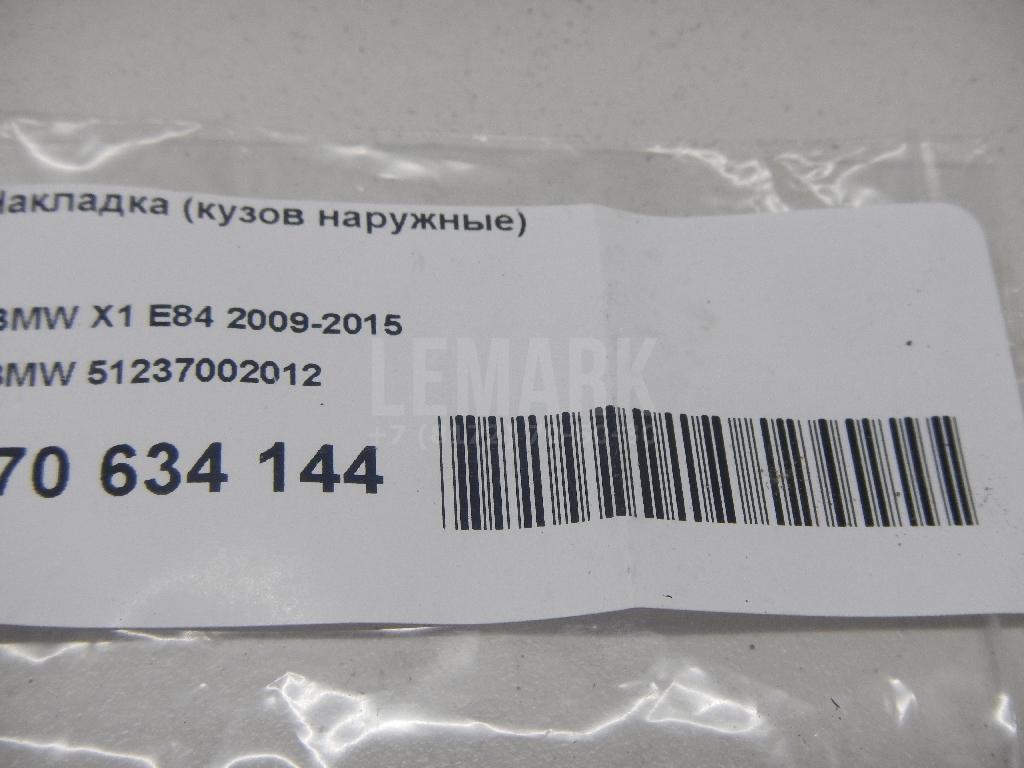 Накладка (кузов наружные)
BMW X1 E84 2009-2015
BMW 51237002012
70 634 144
LEMARK